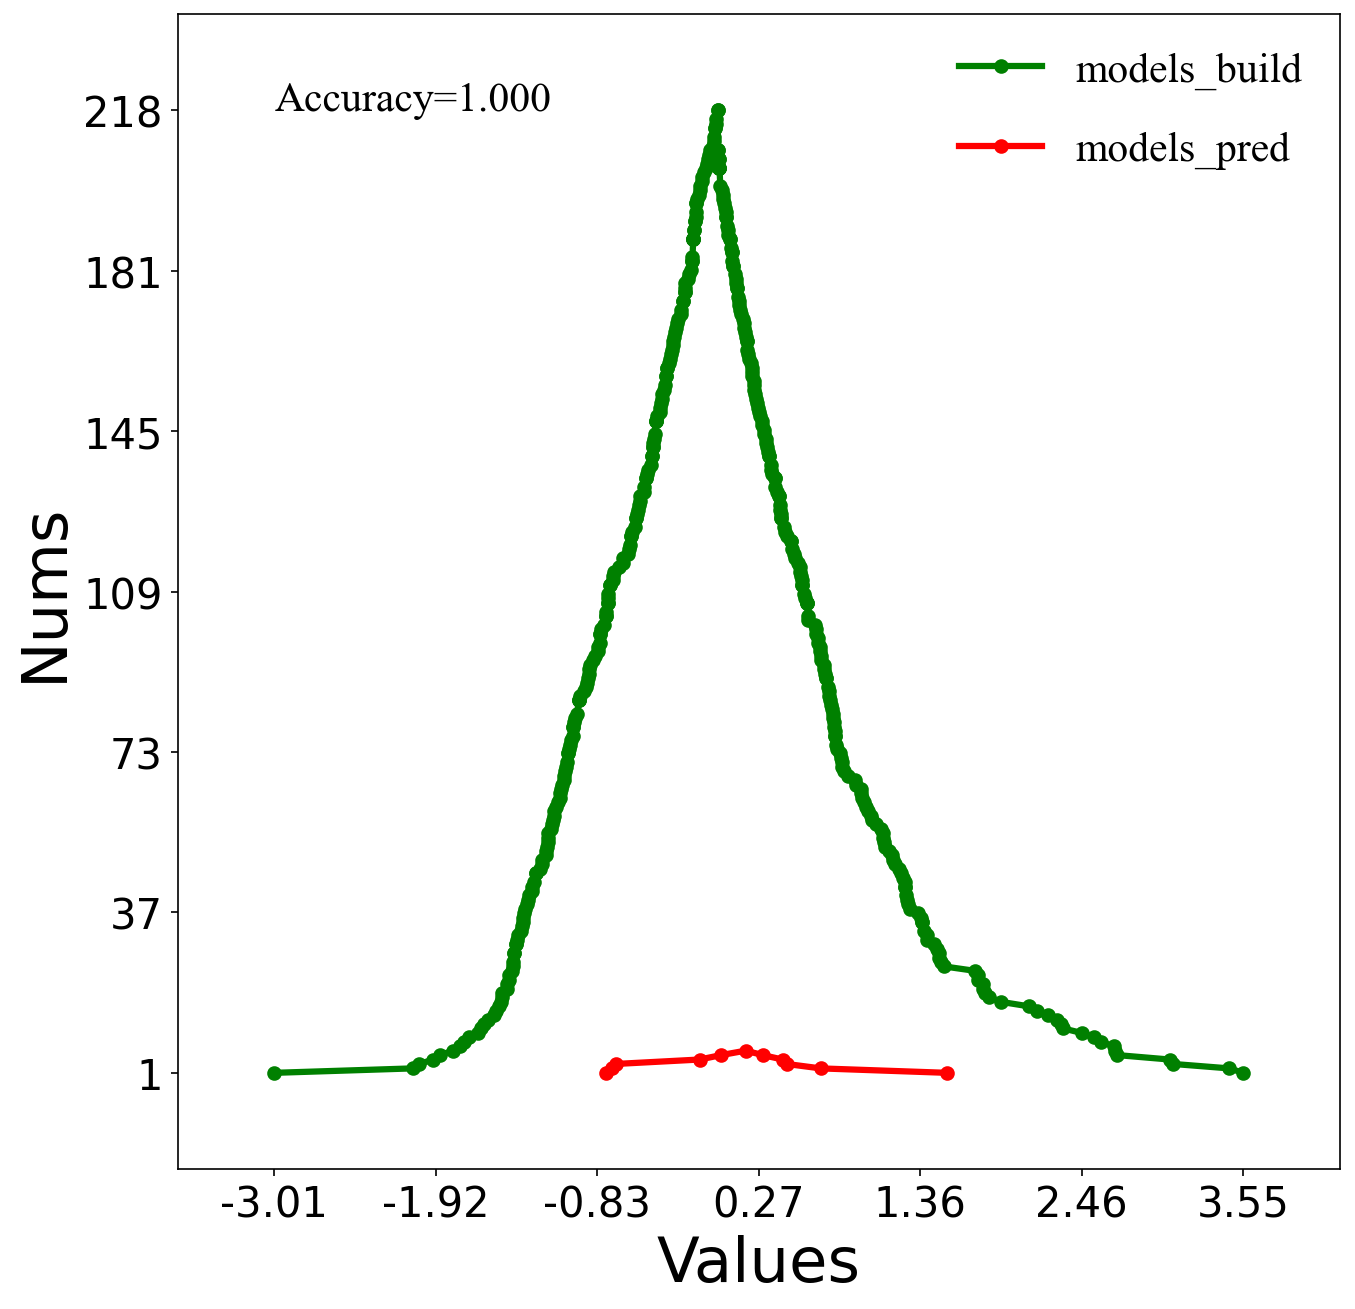 Accuracy=1.000
models_build
models_pred
218
181
145
109
73
37
1
Nums
-3.01 -1.92 -0.83 0.27 1.36 2.46 3.55
Values